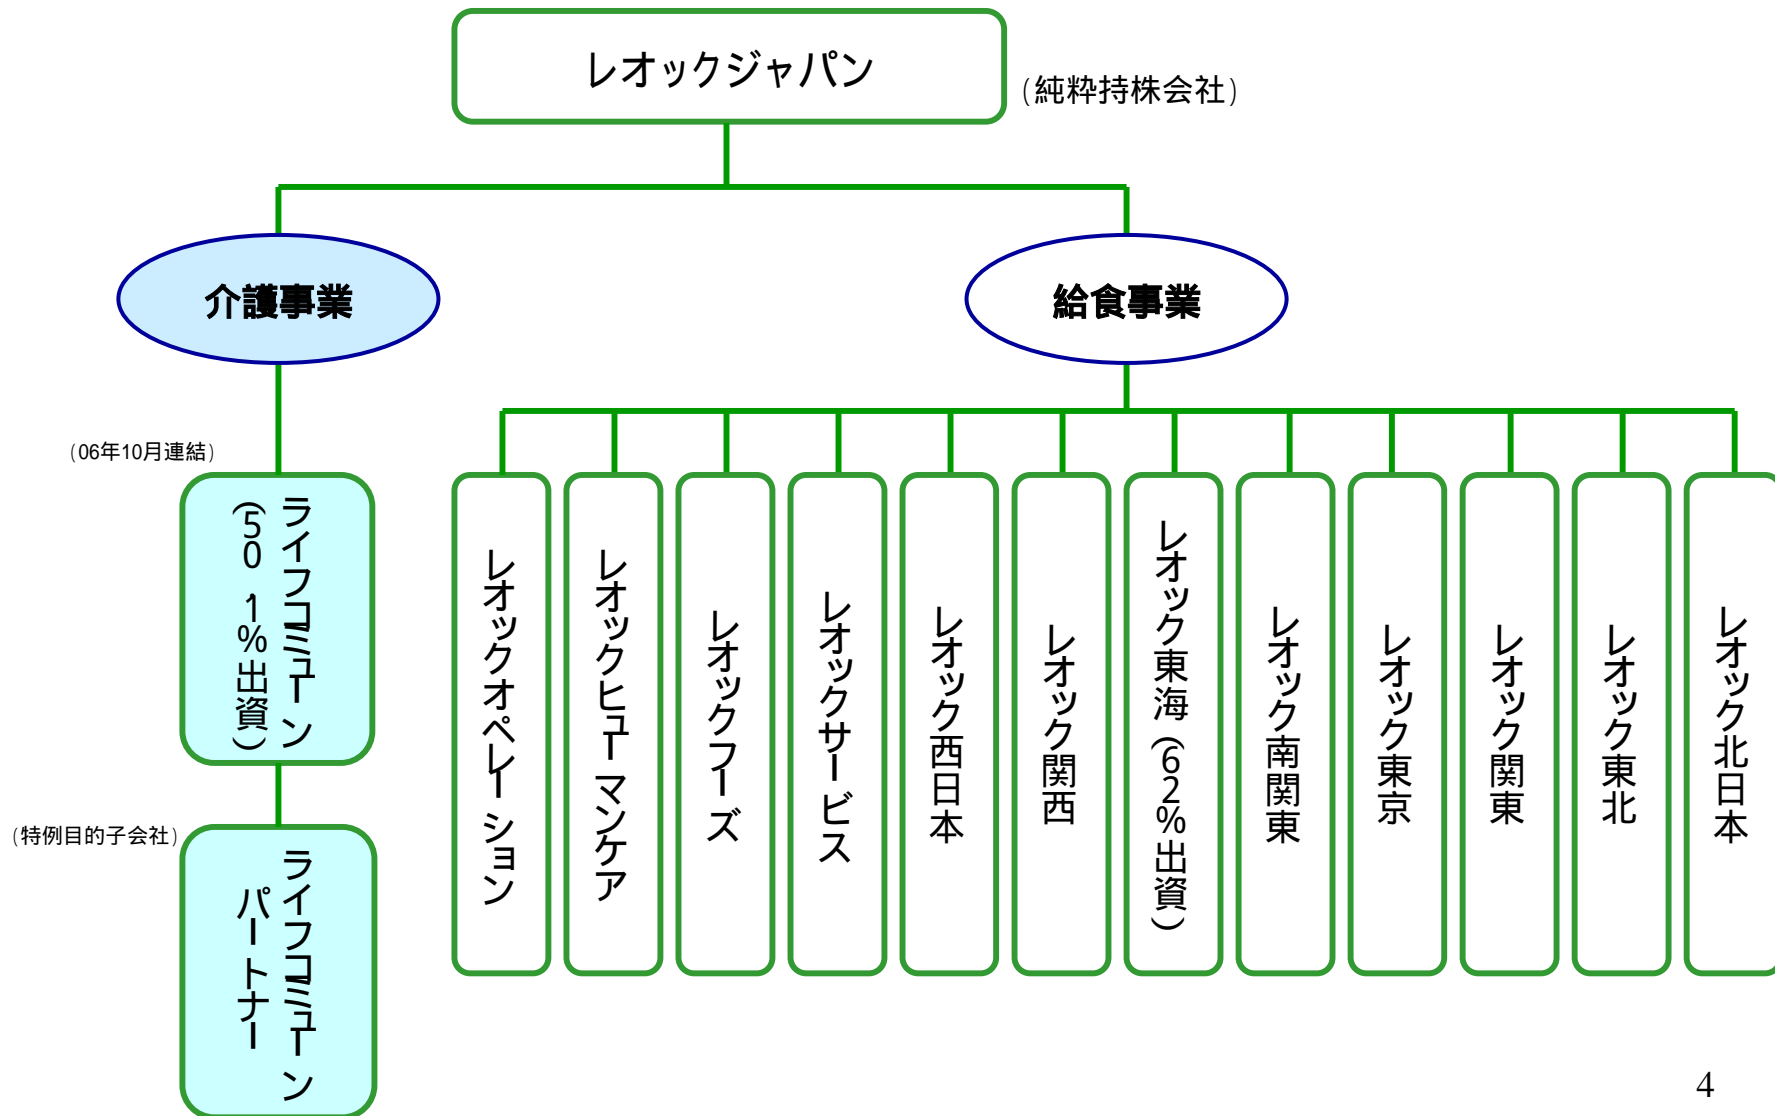 レオックジャパン
(純粋持株会社)
介護事業
給食事業
(06年10月連結)
ライフコミューン
(50.1%出資)
(特例目的子会社)
ライフコミューン
パートナー
レオックオペレーション
レオックヒューマンケア
レオックフーズ
レオックサービス
レオック西日本
レオック関西
レオック東海(62%出資)
レオック南関東
レオック東京
レオック関東
レオック東北
レオック北日本
4